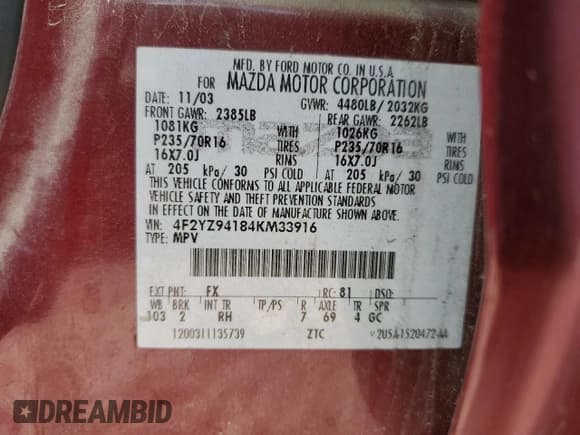 MFD. BY FORD MOTOR CO. IN U.S.A.
FOR MAZDA MOTOR CORPORATION
DATE: 11/03 GVWR: 4480LB/2032KG
FRONT GAWR: 2385LB REAR GAWR: 2262LB
1081KG WITH 1026KG WITH
P235/70R16 TIRES P235/70R16 TIRES
16X7.0J RIMS 16X7.0J RIMS
AT 205 kPa/ 30 PSI COLD AT 205 kPa/ 30 PSI COLD
THIS VEHICLE CONFORMS TO ALL APPLICABLE FEDERAL MOTOR
VEHICLE SAFETY AND THEFT PREVENTION STANDARDS
IN EFFECT ON THE DATE OF MANUFACTURE SHOWN ABOVE.
VIN: 4F2YZ94184KM33916
TYPE: MPV
EXT PNT: FX RC: 81 DSO:
WB BRK INT TR TP/PS R AXLE TR SPR
103 2 RH 7 69 4 GC
1200311135739 ZTC 2U5A-1520472-AA
DREAMBID